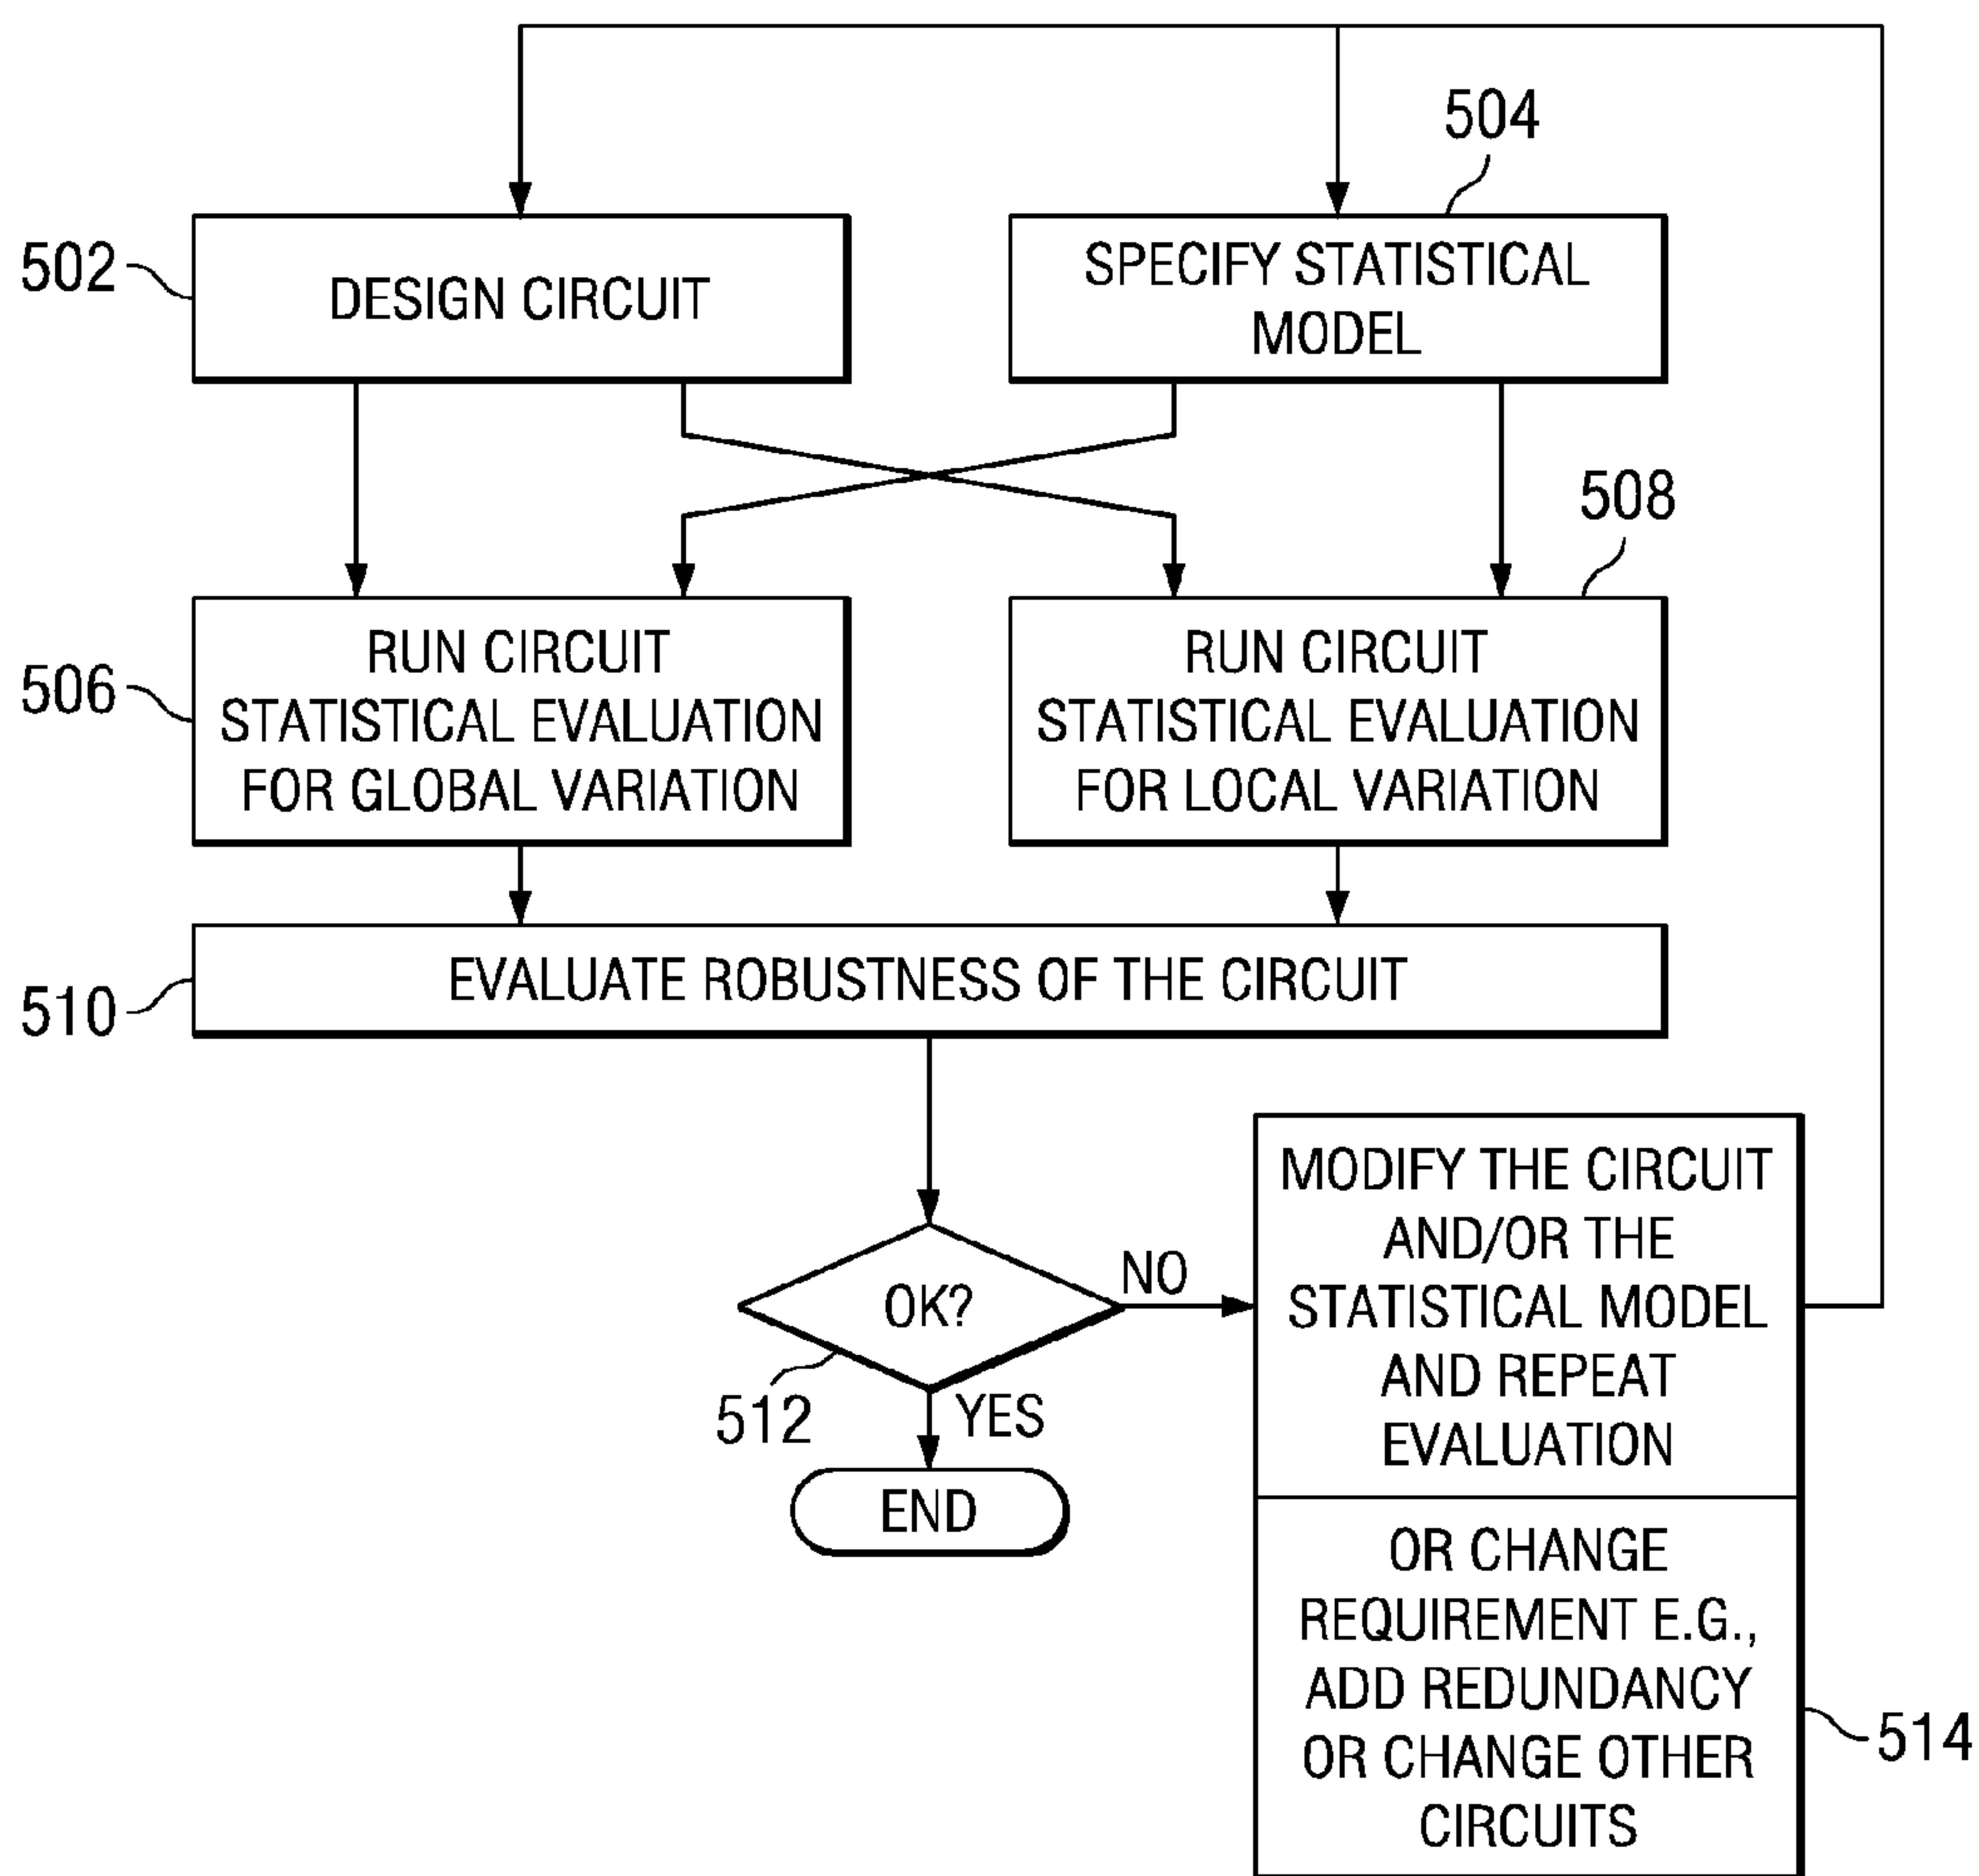 504
502
DESIGN CIRCUIT
SPECIFY STATISTICAL
MODEL
508
506
RUN CIRCUIT
STATISTICAL EVALUATION
FOR GLOBAL VARIATION
RUN CIRCUIT
STATISTICAL EVALUATION
FOR LOCAL VARIATION
510
EVALUATE ROBUSTNESS OF THE CIRCUIT
OK?
NO
512
YES
END
MODIFY THE CIRCUIT
AND/OR THE
STATISTICAL MODEL
AND REPEAT
EVALUATION
OR CHANGE
REQUIREMENT E.G.,
ADD REDUNDANCY
OR CHANGE OTHER
CIRCUITS
514